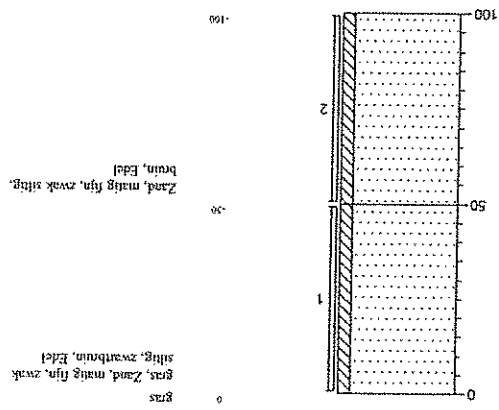 0
0 gras
gras, Zand, matig fijn, zwak
siltig, zwartbruin, Edel
1
50
-50
Zand, matig fijn, zwak siltig,
bruin, Edel
2
100
-100